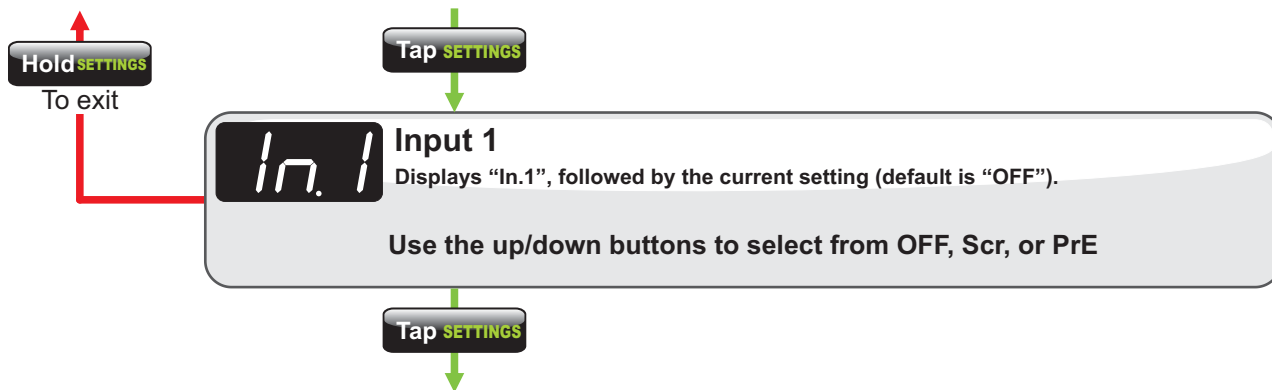 Tap SETTINGS
Hold SETTINGS
To exit
In.1
Input 1
Displays “In.1”, followed by the current setting (default is “OFF”).
Use the up/down buttons to select from OFF, Scr, or PrE
Tap SETTINGS